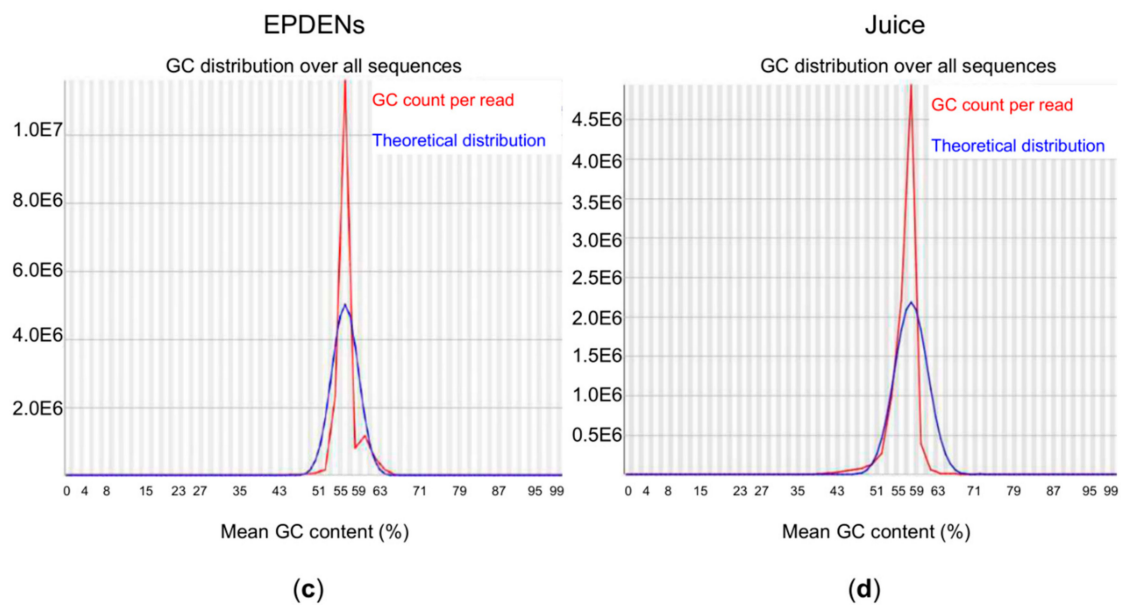 EPDENs
GC distribution over all sequences
GC count per read
Theoretical distribution
1.0E7
8.0E6
6.0E6
4.0E6
2.0E6
0 4 8 15 23 27 35 43 51 55 59 63 71 79 87 95 99
Mean GC content (%)
(c)
Juice
GC distribution over all sequences
GC count per read
Theoretical distribution
4.5E6
4.0E6
3.5E6
3.0E6
2.5E6
2.0E6
1.5E6
1.0E6
0.5E6
0 4 8 15 23 27 35 43 51 55 59 63 71 79 87 95 99
Mean GC content (%)
(d)